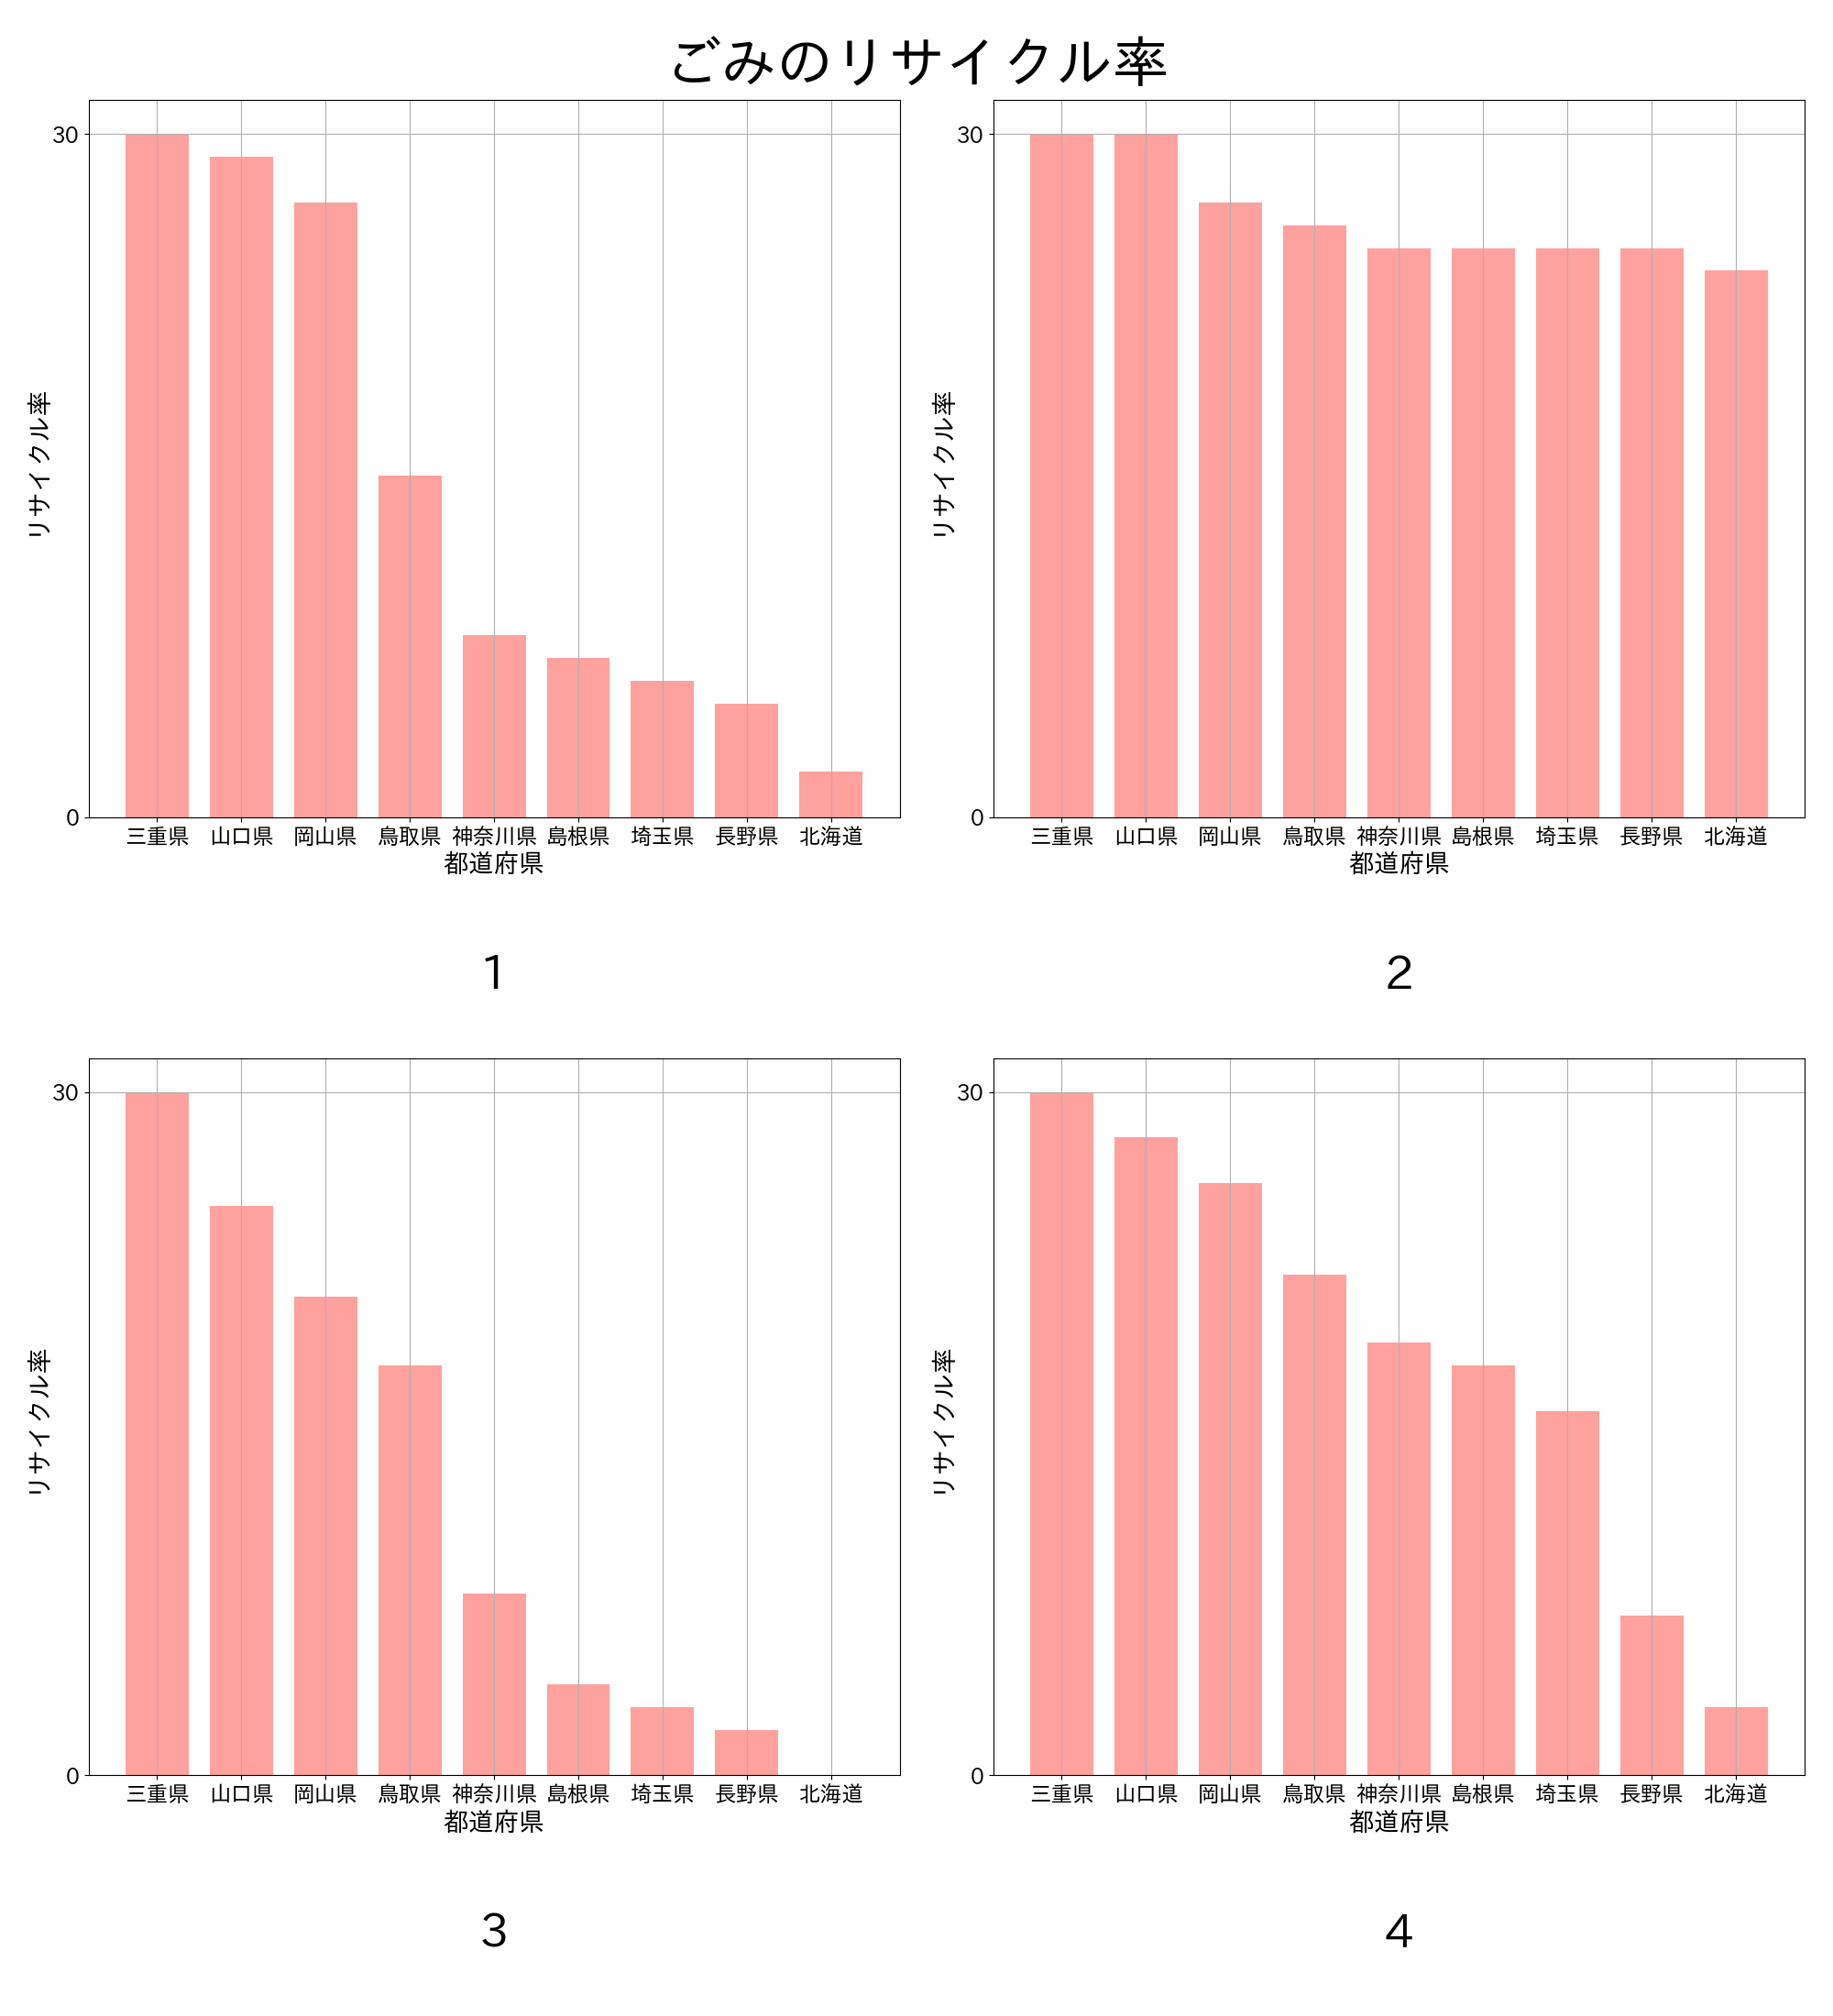 ごみのリサイクル率
30
0
リサイクル率
三重県 山口県 岡山県 鳥取県 神奈川県 島根県 埼玉県 長野県 北海道
都道府県
1
30
0
リサイクル率
三重県 山口県 岡山県 鳥取県 神奈川県 島根県 埼玉県 長野県 北海道
都道府県
2
30
0
リサイクル率
三重県 山口県 岡山県 鳥取県 神奈川県 島根県 埼玉県 長野県 北海道
都道府県
3
30
0
リサイクル率
三重県 山口県 岡山県 鳥取県 神奈川県 島根県 埼玉県 長野県 北海道
都道府県
4